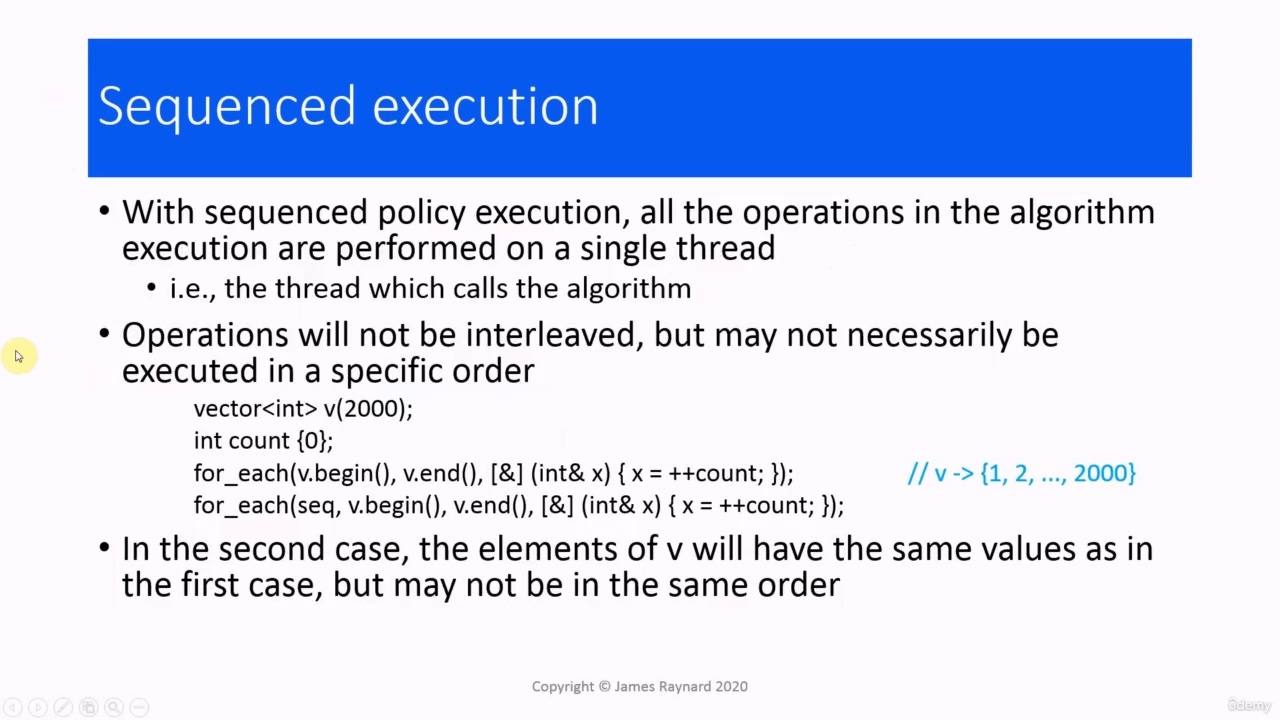 Sequenced execution
• With sequenced policy execution, all the operations in the algorithm
execution are performed on a single thread
• i.e., the thread which calls the algorithm
• Operations will not be interleaved, but may not necessarily be
executed in a specific order
vector<int> v(2000);
int count {0};
for_each(v.begin(), v.end(), [&] (int& x) { x = ++count; }); // v -> {1, 2, ..., 2000}
for_each(seq, v.begin(), v.end(), [&] (int& x) { x = ++count; });
• In the second case, the elements of v will have the same values as in
the first case, but may not be in the same order
Copyright © James Raynard 2020
ûdemy